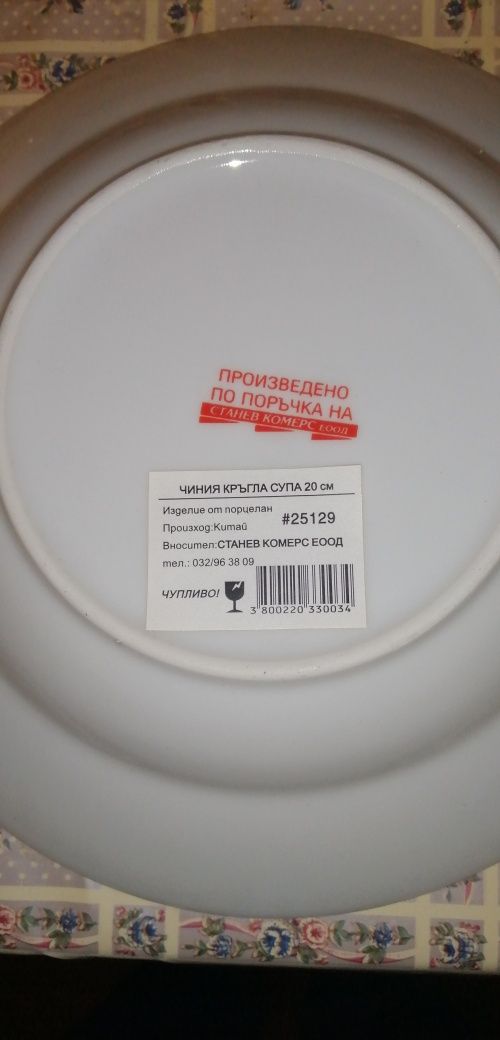 ПРОИЗВЕДЕНО
ПО ПОРЪЧКА НА
СТАНЕВ КОМЕРС ЕООД
ЧИНИЯ КРЪГЛА СУПА 20 см
Изделие от порцелан
Произход:Китай
#25129
Вносител:СТАНЕВ КОМЕРС ЕООД
тел.: 032/96 38 09
ЧУПЛИВО!
3 800220 330034